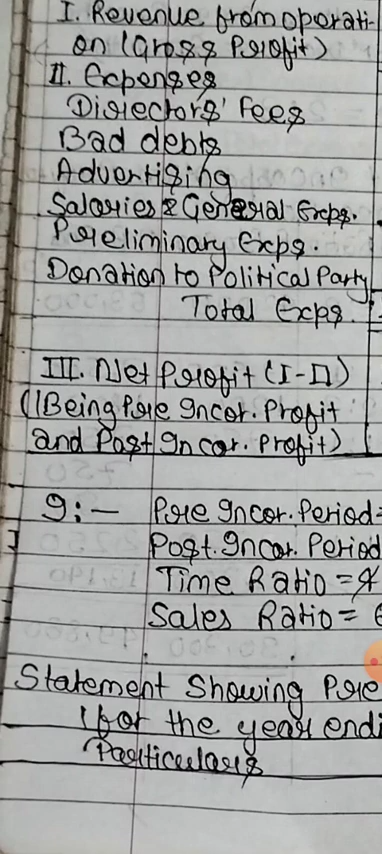 I. Revenue from operati-
on (Gross Profit)
II. Expenses
Directors' Fees
Bad debts
Advertising
Salaries & General Exps.
Preliminary Exps.
Donation to Political Party
Total Exps.
III. Net Profit (I-II)
((Being Pre Incor. Profit
and Post Incor. Profit)
9:- Pre Incor. Period=
Post. Incor. Period
Time Ratio = 4
Sales Ratio =
Statement Showing Pre
(for the year endi
Particulars